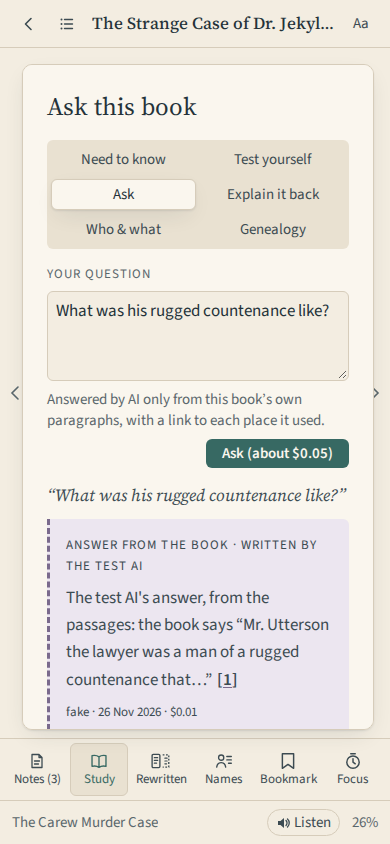 The Strange Case of Dr. Jekyl...
Aa
Ask this book
Need to know
Test yourself
Ask
Explain it back
Who & what
Genealogy
YOUR QUESTION
What was his rugged countenance like?
Answered by AI only from this book's own
paragraphs, with a link to each place it used.
Ask (about $0.05)
“What was his rugged countenance like?”
ANSWER FROM THE BOOK · WRITTEN BY
THE TEST AI
The test AI's answer, from the
passages: the book says “Mr. Utterson
the lawyer was a man of a rugged
countenance that…” [1]
fake · 26 Nov 2026 · $0.01
Notes (3)
Study
Rewritten
Names
Bookmark
Focus
The Carew Murder Case
Listen
26%